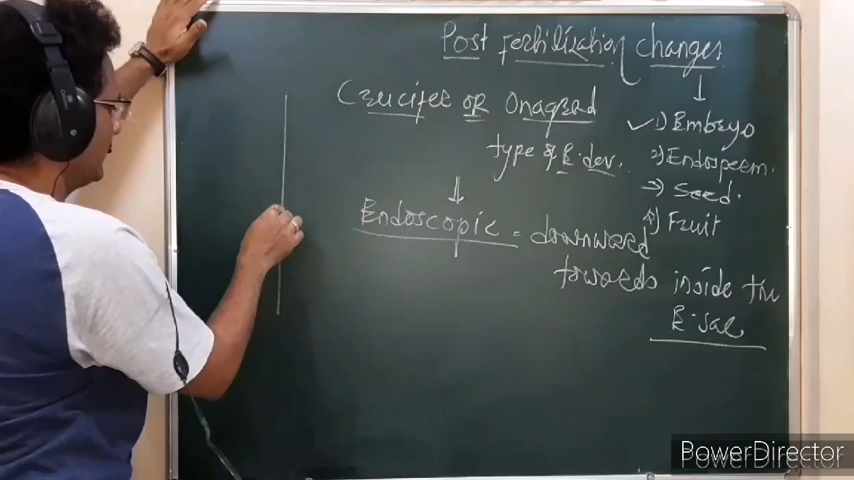 Post fertilization changes
↓
Crucifer or Onagrad
type of E. dev.
✓ 1) Embryo
2) Endosperm.
3) Seed.
4) Fruit
↓
Endoscopic = downward
towards inside the
E. sac
PowerDirector